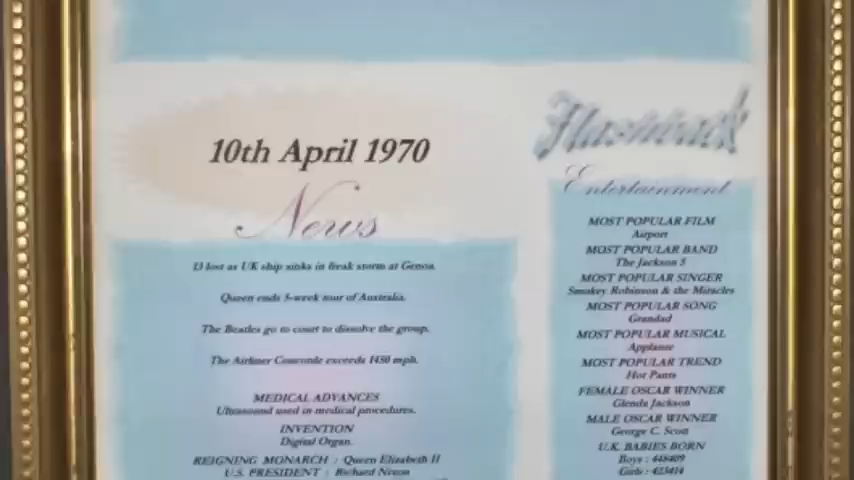 10th April 1970
News
13 lost as UK ship sinks in freak storm at Genoa.
Queen ends 5-week tour of Australia.
The Beatles go to court to dissolve the group.
The Airliner Concorde exceeds 1450 mph.
MEDICAL ADVANCES
Ultrasound used in medical procedures.
INVENTION
Digital Organ.
REIGNING MONARCH : Queen Elizabeth II
U.S. PRESIDENT : Richard Nixon
Flashback
Entertainment
MOST POPULAR FILM
Airport
MOST POPULAR BAND
The Jackson 5
MOST POPULAR SINGER
Smokey Robinson & the Miracles
MOST POPULAR SONG
Grandad
MOST POPULAR MUSICAL
Applause
MOST POPULAR TREND
Hot Pants
FEMALE OSCAR WINNER
Glenda Jackson
MALE OSCAR WINNER
George C. Scott
U.K. BABIES BORN
Boys : 448409
Girls : 423414